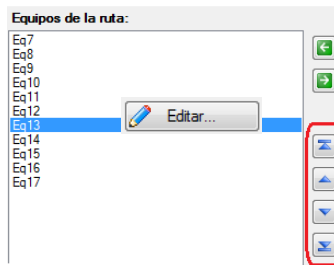 Equipos de la ruta:
Eq7
Eq8
Eq9
Eq10
Eq11
Eq12
Eq13
Eq14
Eq15
Eq16
Eq17
Editar...